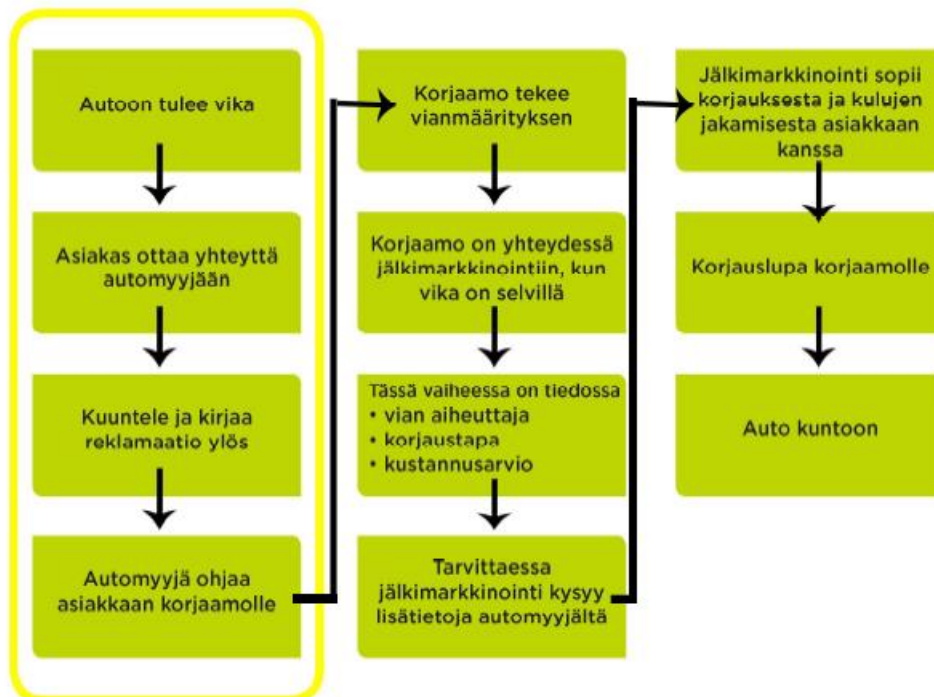 Autoon tulee vika
Asiakas ottaa yhteyttä
automyyjään
Kuuntele ja kirjaa
reklamaatio ylös
Automyyjä ohjaa
asiakkaan korjaamolle
Korjaamo tekee
vianmäärityksen
Korjaamo on yhteydessä
jälkimarkkinointiin, kun
vika on selvillä
Tässä vaiheessa on tiedossa
• vian aiheuttaja
• korjaustapa
• kustannusarvio
Tarvittaessa
jälkimarkkinointi kysyy
lisätietoja automyyjältä
Jälkimarkkinointi sopii
korjauksesta ja kulujen
jakamisesta asiakkaan
kanssa
Korjauslupa korjaamolle
Auto kuntoon